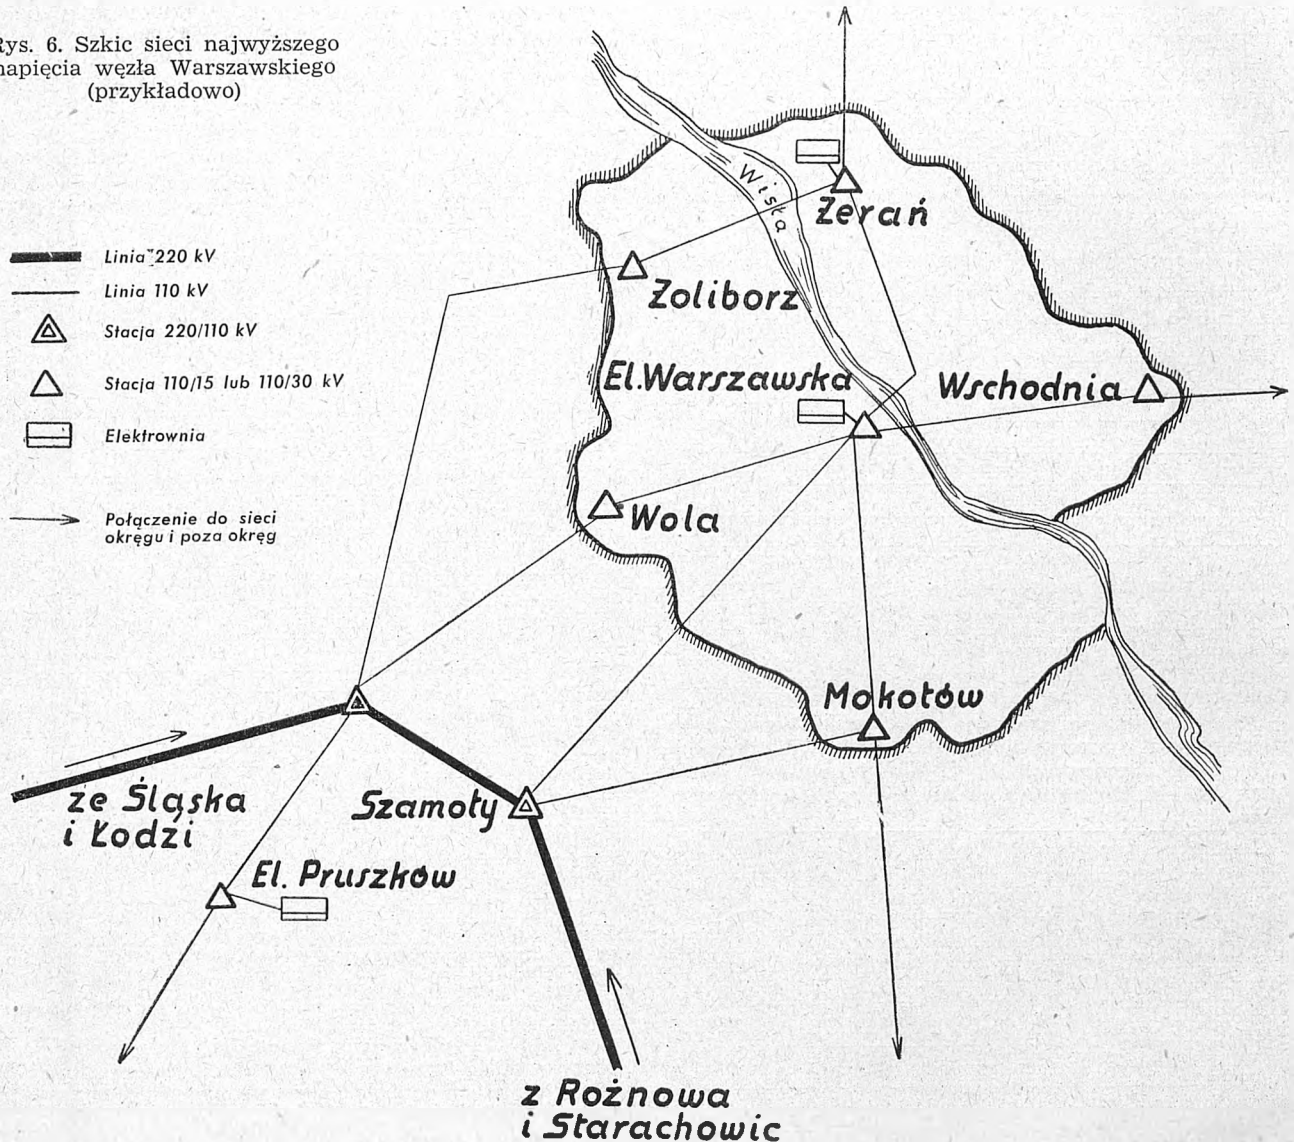 Rys. 6. Szkic sieci najwyższego
napięcia węzła Warszawskiego
(przykładowo)
Linia 220 kV
Linia 110 kV
Stacja 220/110 kV
Stacja 110/15 lub 110/30 kV
Elektrownia
Połączenie do sieci
okręgu i poza okręg
Wisła
Żerań
Żoliborz
El. Warszawska
Wschodnia
Wola
Mokotów
ze Śląska
i Łodzi
Szamoty
El. Pruszków
z Rożnowa
i Starachowic